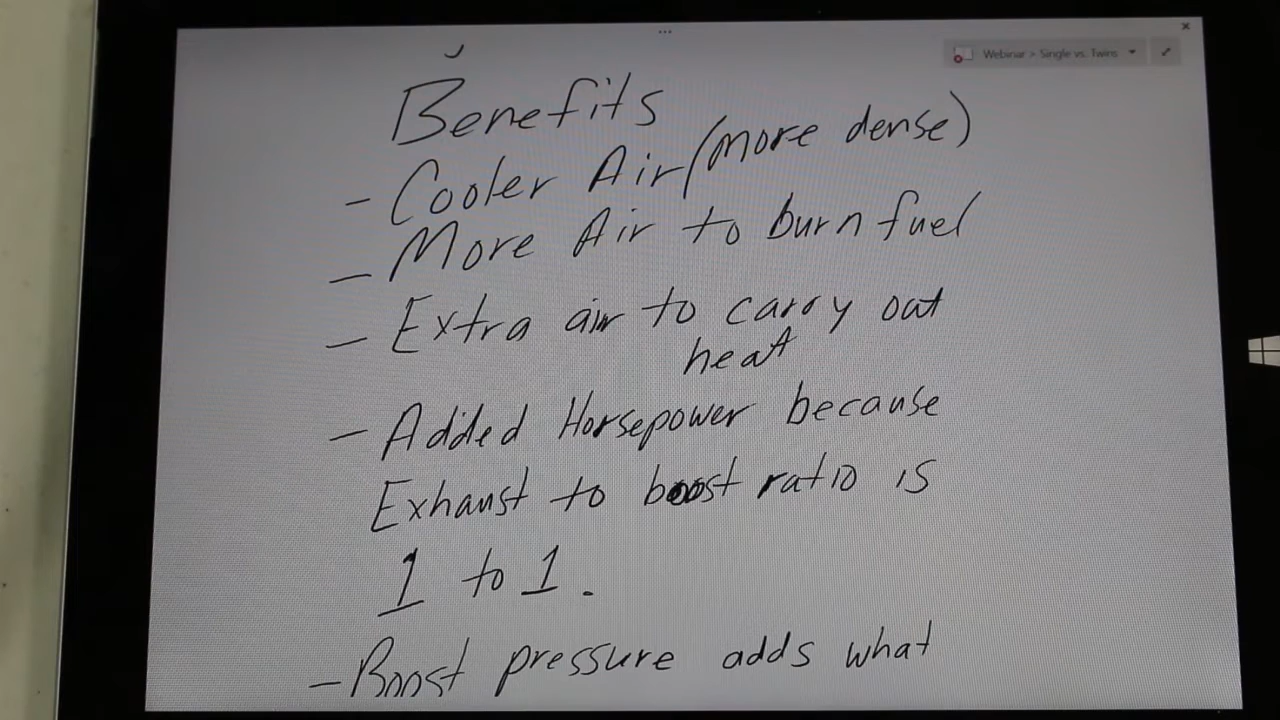 Webinar > Single vs. Twins
Benefits
- Cooler Air (more dense)
- More Air to burn fuel
- Extra air to carry out
heat
- Added Horsepower because
Exhaust to boost ratio is
1 to 1.
- Boost pressure adds what